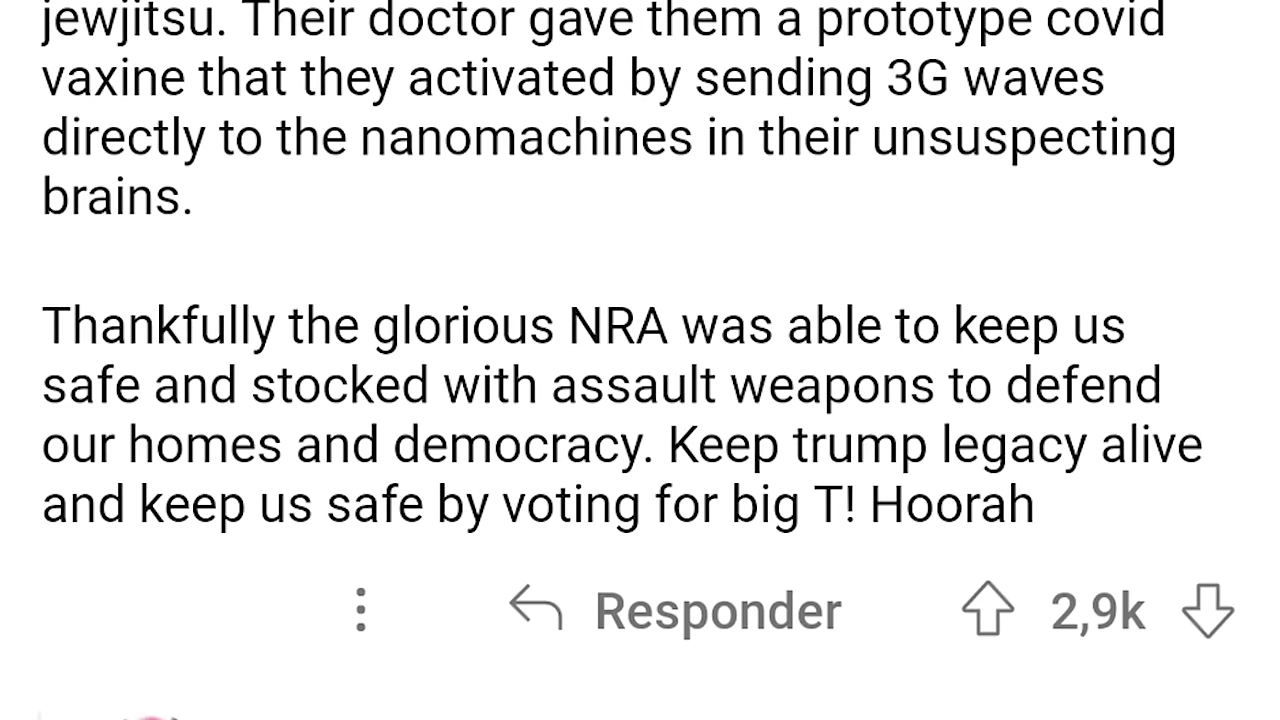 jewjitsu. Their doctor gave them a prototype covid
vaxine that they activated by sending 3G waves
directly to the nanomachines in their unsuspecting
brains.
Thankfully the glorious NRA was able to keep us
safe and stocked with assault weapons to defend
our homes and democracy. Keep trump legacy alive
and keep us safe by voting for big T! Hoorah
Responder 2,9k